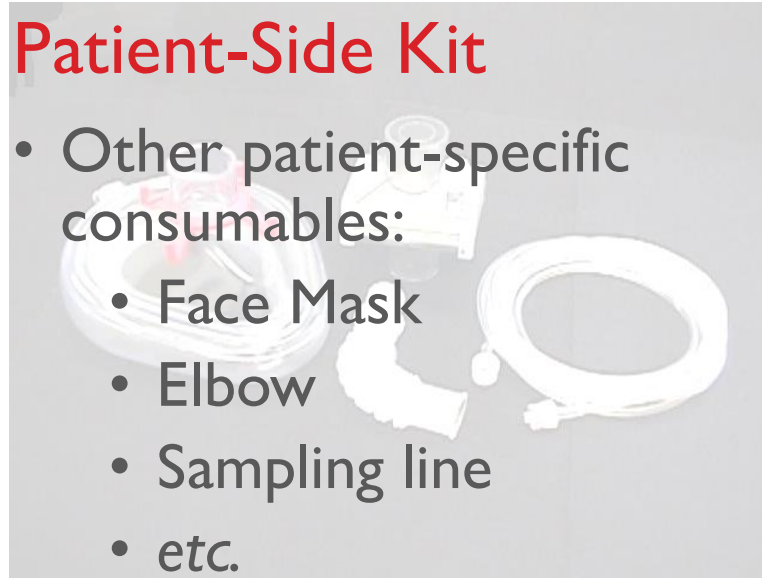 Patient-Side Kit
• Other patient-specific
consumables:
• Face Mask
• Elbow
• Sampling line
• etc.